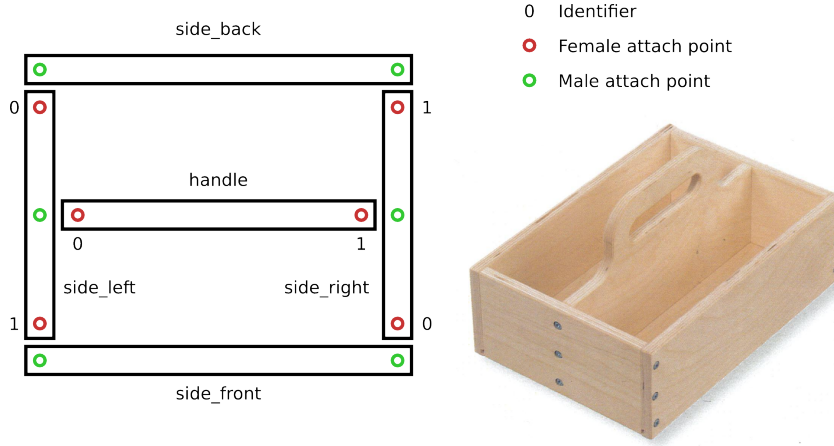 side_back
0
1
handle
0
1
side_left
side_right
1
0
side_front
0 Identifier
Female attach point
Male attach point